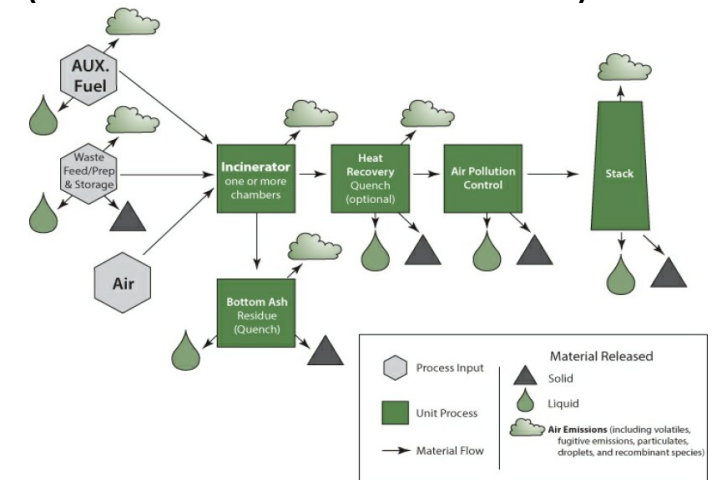 AUX.
Fuel
Waste
Feed/Prep
& Storage
Air
Incinerator
one or more
chambers
Heat
Recovery
Quench
(optional)
Air Pollution
Control
Stack
Bottom Ash
Residue
(Quench)
Process Input
Unit Process
Material Flow
Material Released
Solid
Liquid
Air Emissions (including volatiles,
fugitive emissions, particulates,
droplets, and recombinant species)